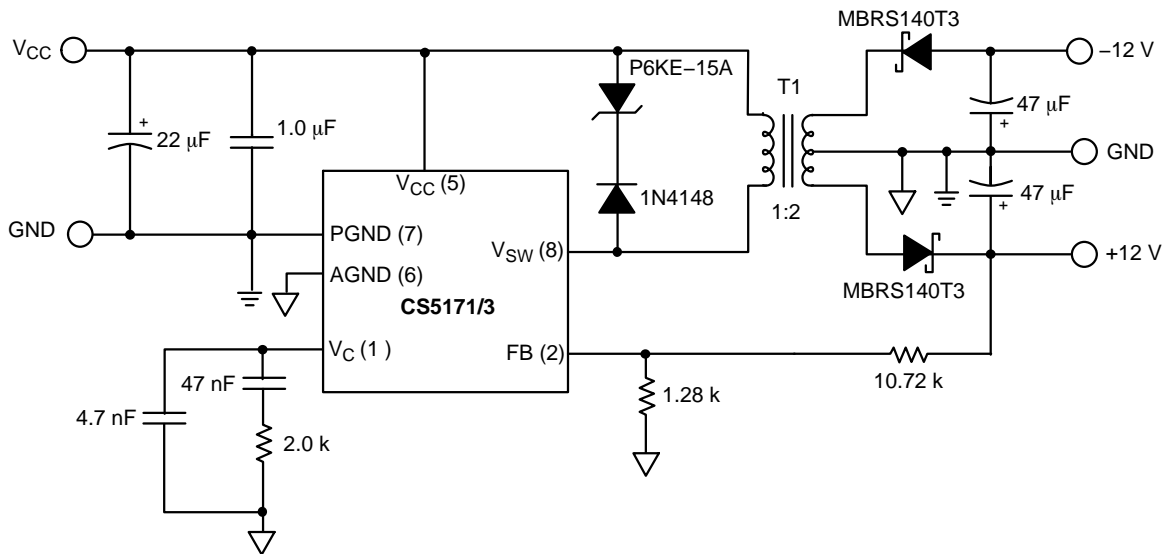 MBRS140T3
V_CC
P6KE−15A
−12 V
T1
+
22 μF
1.0 μF
47 μF
+
GND
V_CC (5)
1N4148
47 μF
+
1:2
GND
PGND (7)
V_SW (8)
+12 V
AGND (6)
MBRS140T3
CS5171/3
V_C (1 )
FB (2)
47 nF
10.72 k
1.28 k
4.7 nF
2.0 k